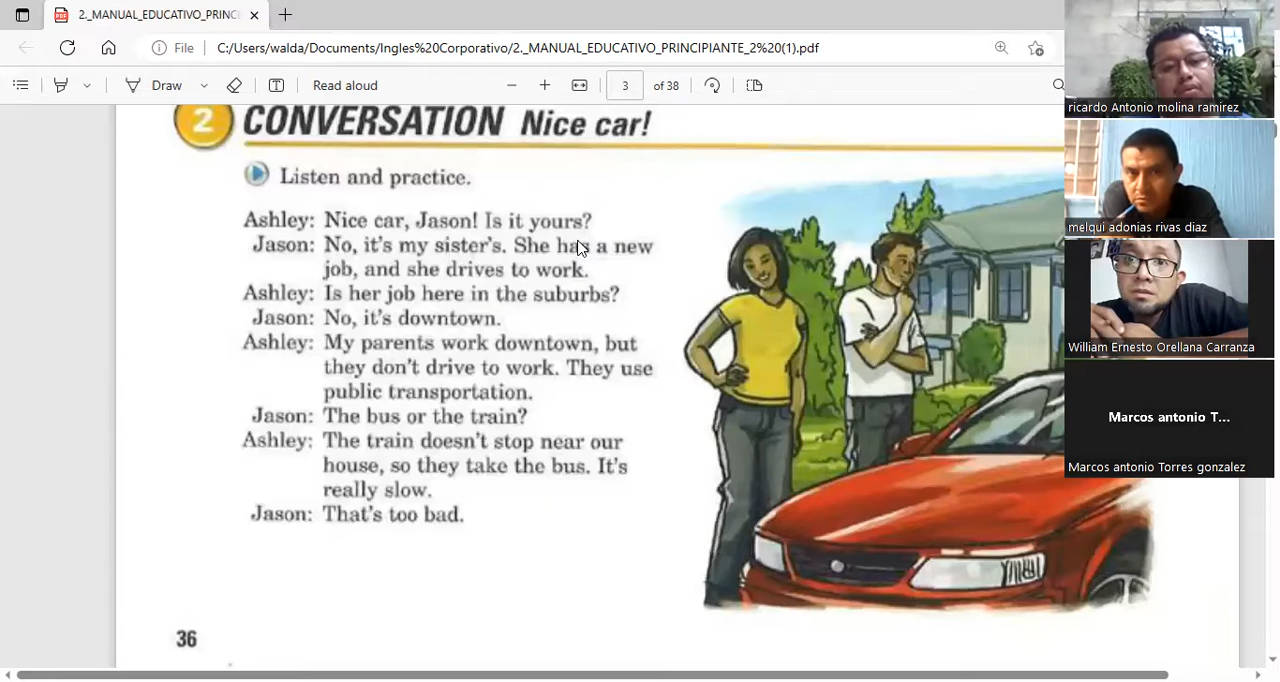 2._MANUAL_EDUCATIVO_PRINCI
File C:/Users/walda/Documents/Ingles%20Corporativo/2._MANUAL_EDUCATIVO_PRINCIPIANTE_2%20(1).pdf
Draw Read aloud 3 of 38
2 CONVERSATION Nice car!
Listen and practice.
Ashley: Nice car, Jason! Is it yours?
Jason: No, it's my sister's. She has a new
job, and she drives to work.
Ashley: Is her job here in the suburbs?
Jason: No, it's downtown.
Ashley: My parents work downtown, but
they don't drive to work. They use
public transportation.
Jason: The bus or the train?
Ashley: The train doesn't stop near our
house, so they take the bus. It's
really slow.
Jason: That's too bad.
36
ricardo Antonio molina ramirez
melqui adonias rivas diaz
William Ernesto Orellana Carranza
Marcos antonio T...
Marcos antonio Torres gonzalez